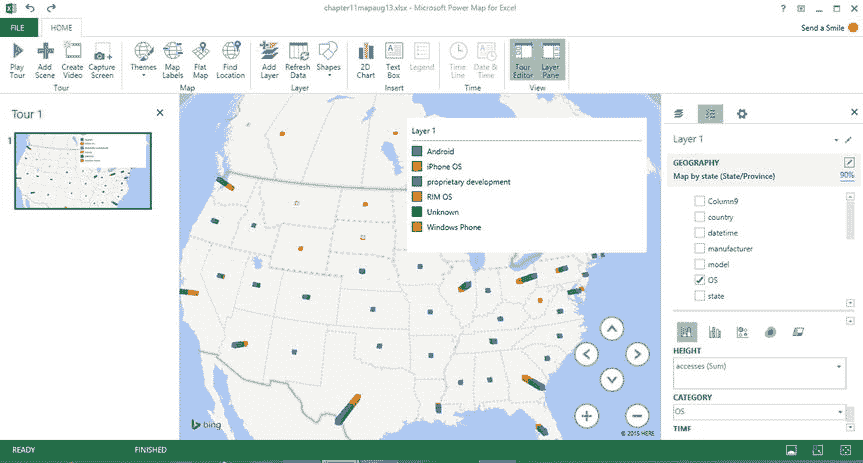 chapter11mapaug13.xlsx - Microsoft Power Map for Excel
FILE
HOME
Send a Smile
Play Tour
Add Scene
Create Video
Capture Screen
Tour
Themes
Map Labels
Flat Map
Find Location
Map
Add Layer
Refresh Data
Shapes
Layer
2D Chart
Text Box
Legend
Insert
Time Line
Date & Time
Time
Tour Editor
Layer Pane
View
Tour 1
1
Layer 1
Android
iPhone OS
proprietary development
RIM OS
Unknown
Windows Phone
bing
© 2015 HERE
Layer 1
GEOGRAPHY
Map by state (State/Province)
90%
Column9
country
datetime
manufacturer
model
OS
state
HEIGHT
accesses (Sum)
CATEGORY
OS
TIME
READY
FINISHED